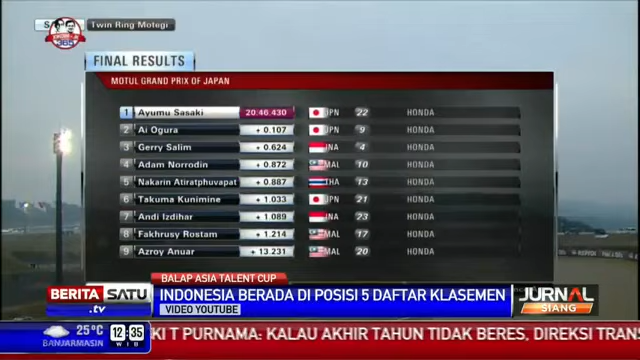 Twin Ring Motegi
FINAL RESULTS
MOTUL GRAND PRIX OF JAPAN
1 Ayumu Sasaki 20:46.430 JPN 22 HONDA
2 Ai Ogura + 0.107 JPN 9 HONDA
3 Gerry Salim + 0.624 INA 4 HONDA
4 Adam Norrodin + 0.872 MAL 10 HONDA
5 Nakarin Atiratphuvapat + 0.887 THA 13 HONDA
6 Takuma Kunimine + 1.033 JPN 21 HONDA
7 Andi Izdihar + 1.089 INA 23 HONDA
8 Fakhrusy Rostam + 1.214 MAL 17 HONDA
9 Azroy Anuar + 13.231 MAL 20 HONDA
BALAP ASIA TALENT CUP
BERITA SATU .tv
INDONESIA BERADA DI POSISI 5 DAFTAR KLASEMEN
VIDEO YOUTUBE
JURNAL SIANG
25°C
BANJARMASIN
12:35
WIB
KI T PURNAMA: KALAU AKHIR TAHUN TIDAK BERES, DIREKSI TRANS